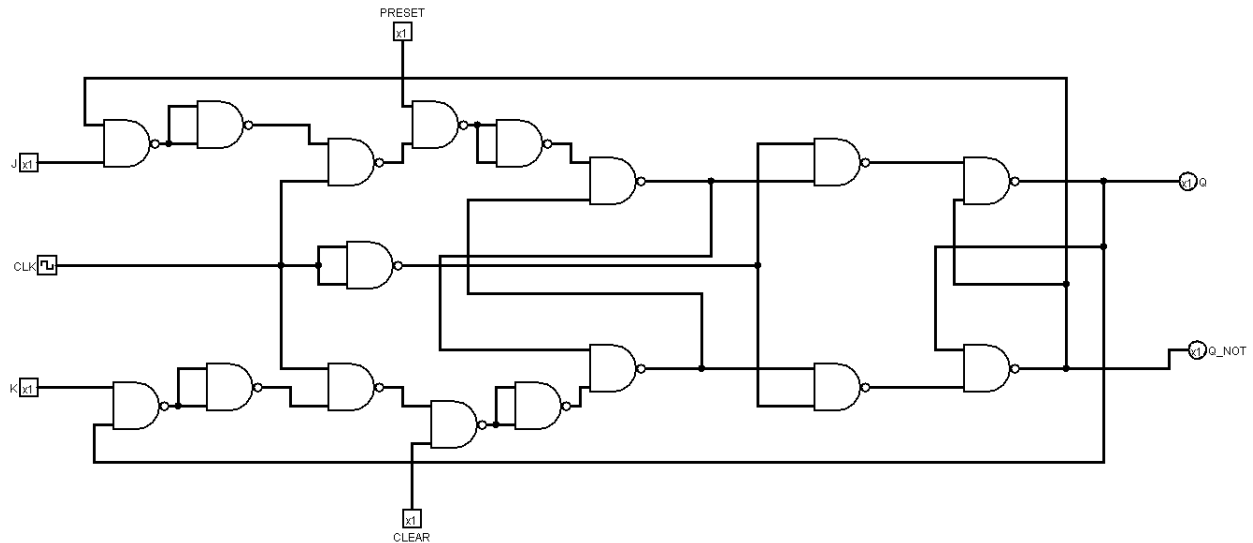 PRESET
x1
J x1
x1 Q
CLK
x1 Q_NOT
K x1
x1
CLEAR